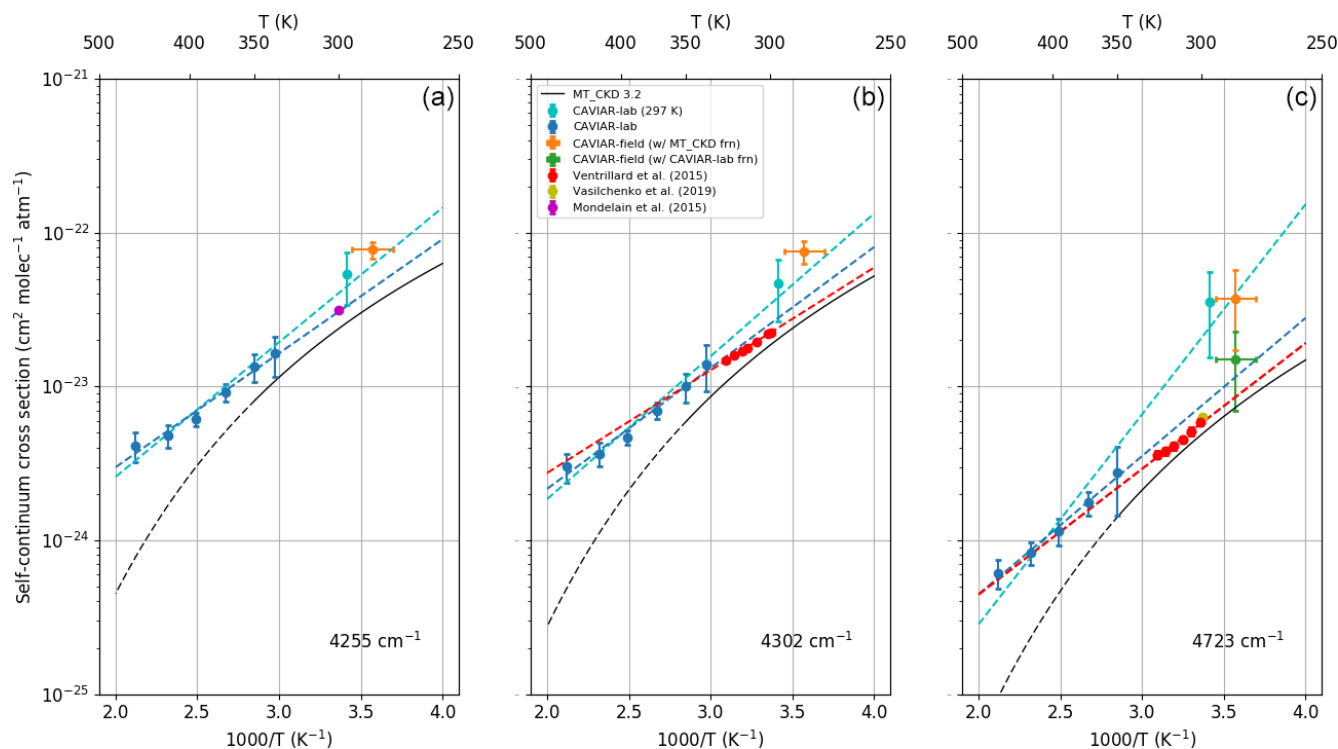 T (K) T (K) T (K)
500 450 400 350 300 250 500 450 400 350 300 250 500 450 400 350 300 250
10⁻²¹
10⁻²²
10⁻²³
10⁻²⁴
10⁻²⁵
Self-continuum cross section (cm² molec⁻¹ atm⁻¹)
(a)
4255 cm⁻¹
(b)
MT_CKD 3.2
CAVIAR-lab (297 K)
CAVIAR-lab
CAVIAR-field (w/ MT_CKD frn)
CAVIAR-field (w/ CAVIAR-lab frn)
Ventrillard et al. (2015)
Vasilchenko et al. (2019)
Mondelain et al. (2015)
4302 cm⁻¹
(c)
4723 cm⁻¹
2.0 2.5 3.0 3.5 4.0 2.0 2.5 3.0 3.5 4.0 2.0 2.5 3.0 3.5 4.0
1000/T (K⁻¹) 1000/T (K⁻¹) 1000/T (K⁻¹)